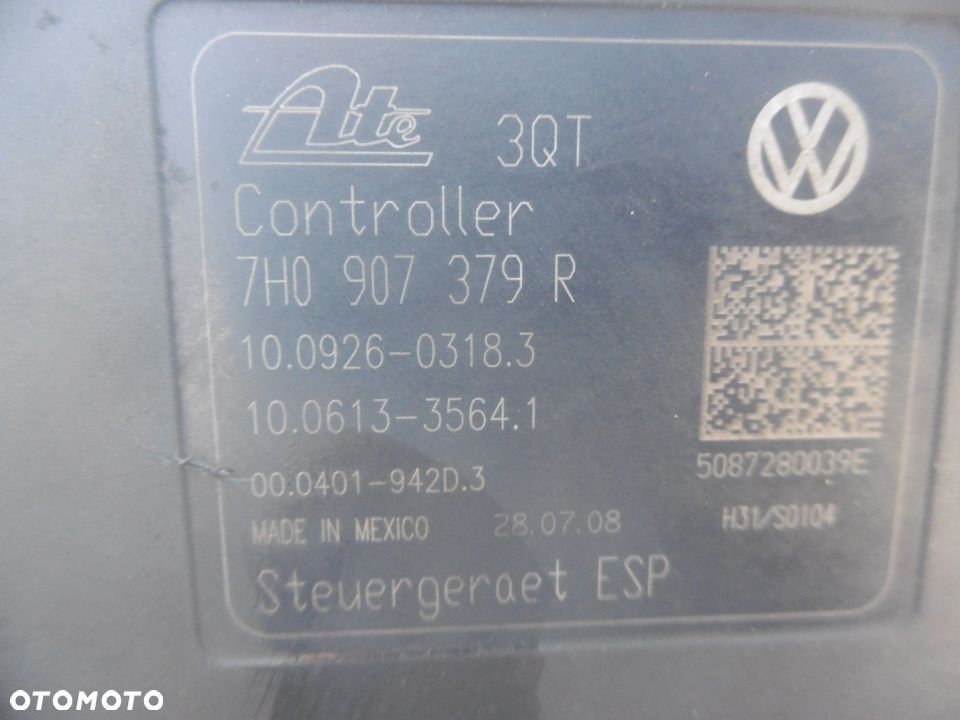 Ate 3QT
Controller
7H0 907 379 R
10.0926-0318.3
10.0613-3564.1
00.0401-942D.3
5087280039E
MADE IN MEXICO 28.07.08 H31/S0104
Steuergeraet ESP
OTOMOTO